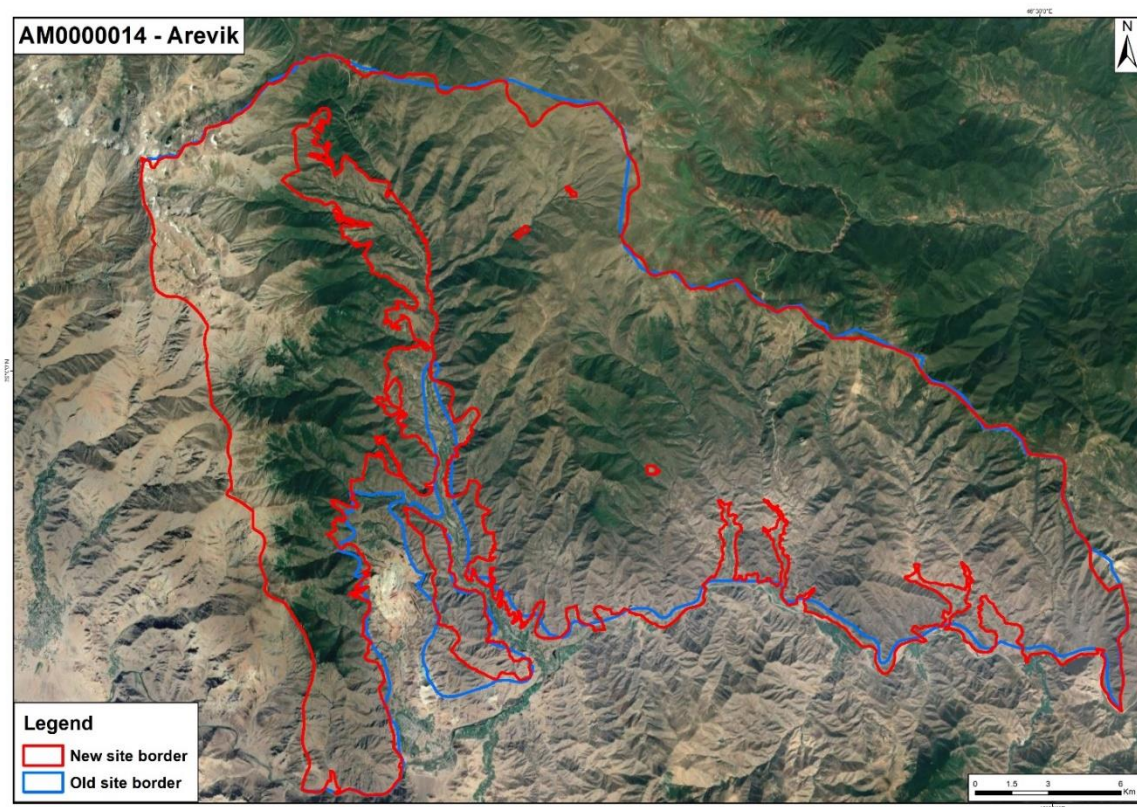 AM0000014 - Arevik
N
Legend
New site border
Old site border
0 1.5 3 6
Km